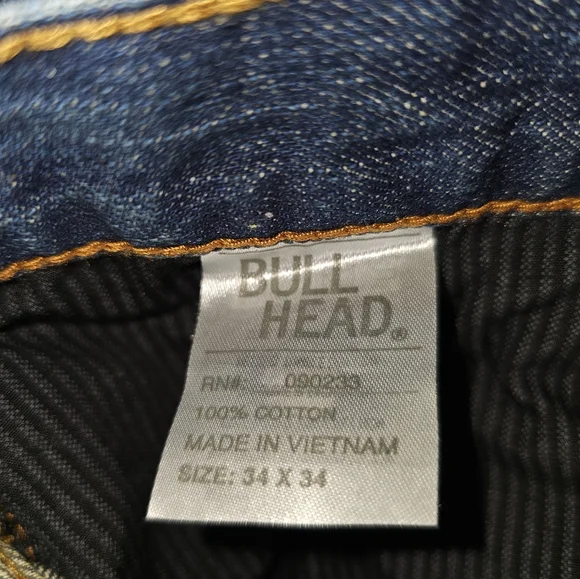 BULL
HEAD®
RN#: 090233
100% COTTON
MADE IN VIETNAM
SIZE: 34 X 34